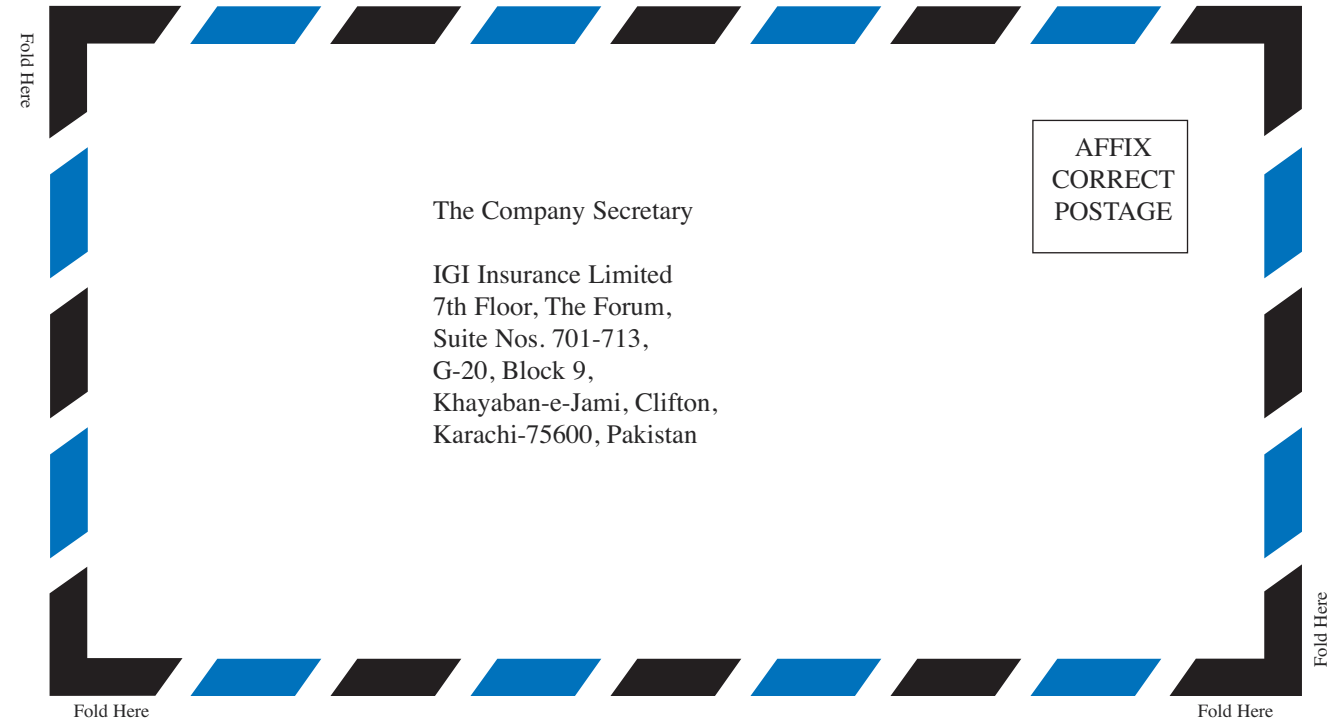 Fold Here
AFFIX
CORRECT
POSTAGE
The Company Secretary
IGI Insurance Limited
7th Floor, The Forum,
Suite Nos. 701-713,
G-20, Block 9,
Khayaban-e-Jami, Clifton,
Karachi-75600, Pakistan
Fold Here
Fold Here
Fold Here